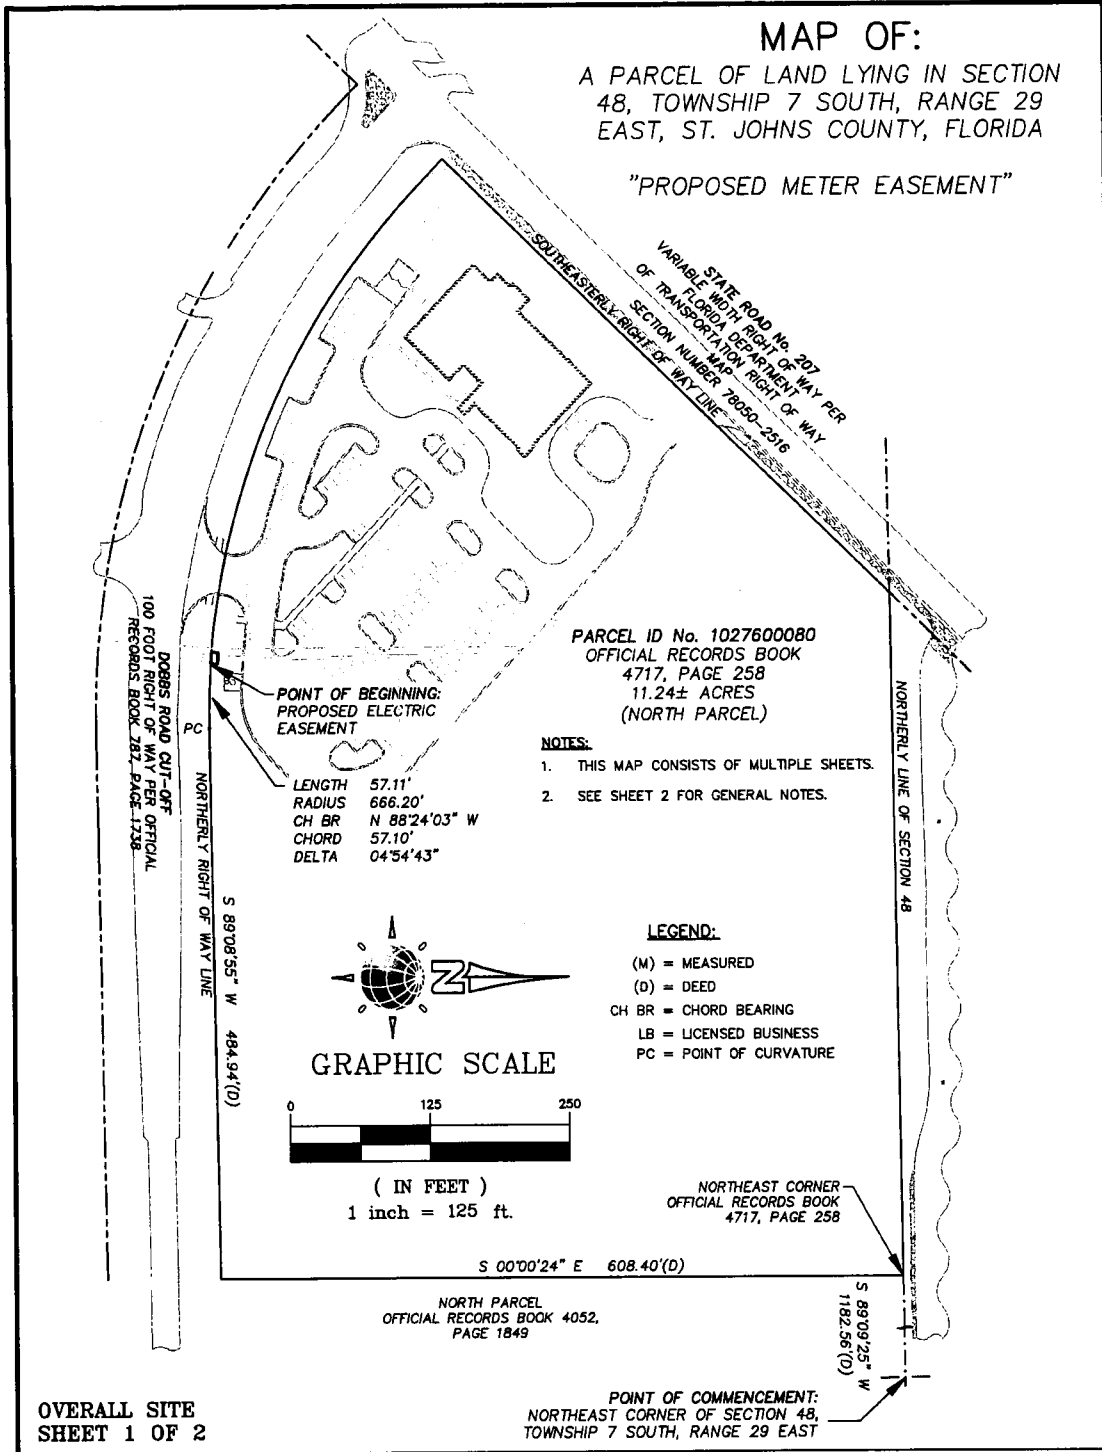 MAP OF:
A PARCEL OF LAND LYING IN SECTION
48, TOWNSHIP 7 SOUTH, RANGE 29
EAST, ST. JOHNS COUNTY, FLORIDA
"PROPOSED METER EASEMENT"
STATE ROAD No. 207
VARIABLE WIDTH RIGHT OF WAY PER
FLORIDA DEPARTMENT
OF TRANSPORTATION RIGHT OF WAY
MAP
SECTION NUMBER 78050-2516
SOUTHEASTERLY RIGHT OF WAY LINE
PARCEL ID No. 1027600080
OFFICIAL RECORDS BOOK
4717, PAGE 258
11.24± ACRES
(NORTH PARCEL)
NOTES:
1. THIS MAP CONSISTS OF MULTIPLE SHEETS.
2. SEE SHEET 2 FOR GENERAL NOTES.
NORTHERLY LINE OF SECTION 48
DOBBS ROAD CUT-OFF
100 FOOT RIGHT OF WAY PER OFFICIAL
RECORDS BOOK 787, PAGE 1738
POINT OF BEGINNING:
PROPOSED ELECTRIC
EASEMENT
PC
NORTHERLY RIGHT OF WAY LINE
LENGTH 57.11'
RADIUS 666.20'
CH BR N 88°24'03" W
CHORD 57.10'
DELTA 04°54'43"
S 89°08'55" W 484.94'(D)
N
LEGEND:
(M) = MEASURED
(D) = DEED
CH BR = CHORD BEARING
LB = LICENSED BUSINESS
PC = POINT OF CURVATURE
GRAPHIC SCALE
0 125 250
( IN FEET )
1 inch = 125 ft.
NORTHEAST CORNER
OFFICIAL RECORDS BOOK
4717, PAGE 258
S 00°00'24" E 608.40'(D)
NORTH PARCEL
OFFICIAL RECORDS BOOK 4052,
PAGE 1849
S 89°09'25" W
1182.56'(D)
POINT OF COMMENCEMENT:
NORTHEAST CORNER OF SECTION 48,
TOWNSHIP 7 SOUTH, RANGE 29 EAST
OVERALL SITE
SHEET 1 OF 2